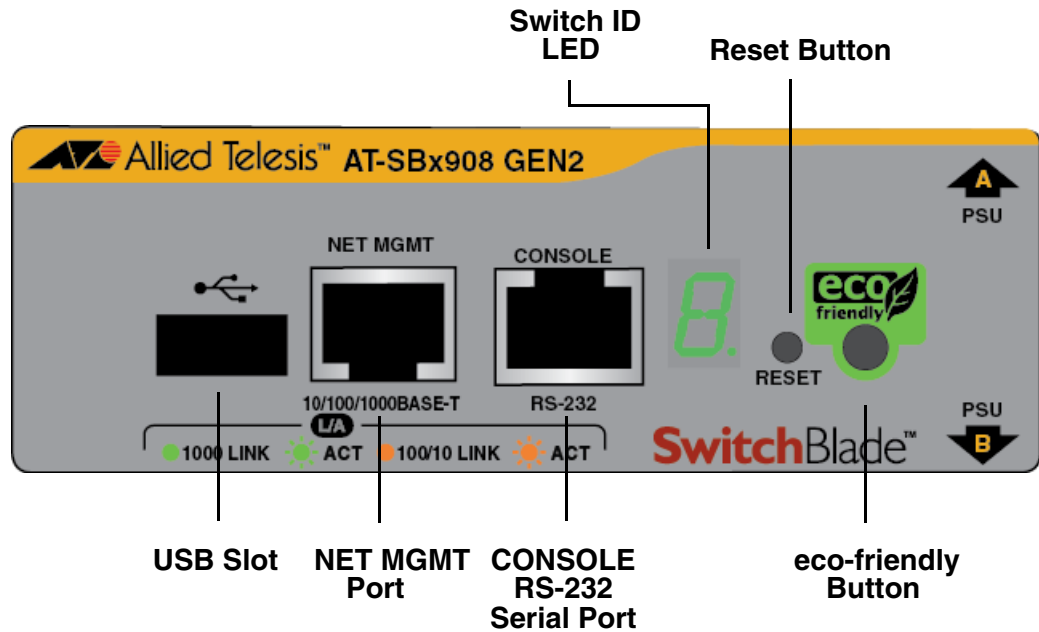 Switch ID
LED
Reset Button
Allied Telesis™ AT-SBx908 GEN2
A
PSU
NET MGMT
CONSOLE
eco
friendly
8.
RESET
10/100/1000BASE-T
RS-232
PSU
B
L/A
1000 LINK ACT 100/10 LINK ACT
SwitchBlade™
USB Slot
NET MGMT
Port
CONSOLE
RS-232
Serial Port
eco-friendly
Button